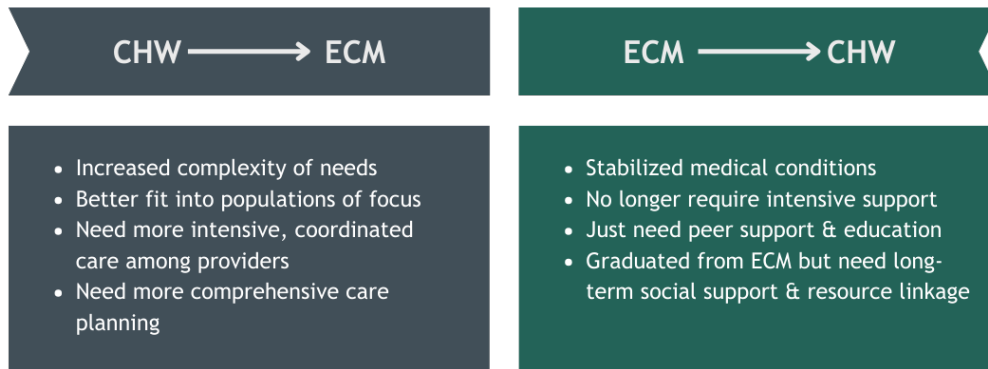 CHW → ECM
• Increased complexity of needs
• Better fit into populations of focus
• Need more intensive, coordinated
care among providers
• Need more comprehensive care
planning
ECM → CHW
• Stabilized medical conditions
• No longer require intensive support
• Just need peer support & education
• Graduated from ECM but need long-
term social support & resource linkage